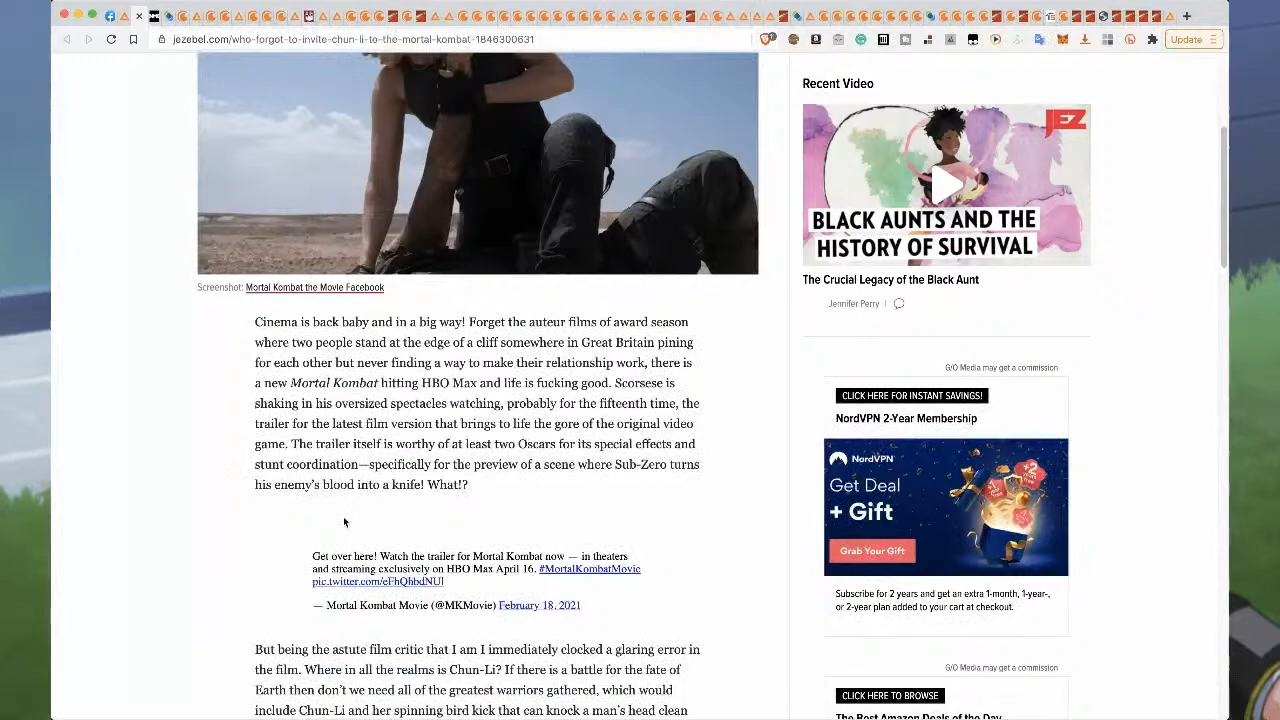 jezebel.com/who-forgot-to-invite-chun-li-to-the-mortal-kombat-1846300631
Update
Screenshot: Mortal Kombat the Movie Facebook
Cinema is back baby and in a big way! Forget the auteur films of award season
where two people stand at the edge of a cliff somewhere in Great Britain pining
for each other but never finding a way to make their relationship work, there is
a new Mortal Kombat hitting HBO Max and life is fucking good. Scorsese is
shaking in his oversized spectacles watching, probably for the fifteenth time, the
trailer for the latest film version that brings to life the gore of the original video
game. The trailer itself is worthy of at least two Oscars for its special effects and
stunt coordination—specifically for the preview of a scene where Sub-Zero turns
his enemy's blood into a knife! What!?
Get over here! Watch the trailer for Mortal Kombat now — in theaters
and streaming exclusively on HBO Max April 16. #MortalKombatMovie
pic.twitter.com/eFhQhbdNUI
— Mortal Kombat Movie (@MKMovie) February 18, 2021
But being the astute film critic that I am I immediately clocked a glaring error in
the film. Where in all the realms is Chun-Li? If there is a battle for the fate of
Earth then don't we need all of the greatest warriors gathered, which would
include Chun-Li and her spinning bird kick that can knock a man's head clean
Recent Video
JEZ
BLACK AUNTS AND THE
HISTORY OF SURVIVAL
The Crucial Legacy of the Black Aunt
Jennifer Perry
G/O Media may get a commission
CLICK HERE FOR INSTANT SAVINGS!
NordVPN 2-Year Membership
NordVPN
Get Deal
+ Gift
Grab Your Gift
Subscribe for 2 years and get an extra 1-month, 1-year-,
or 2-year plan added to your cart at checkout.
G/O Media may get a commission
CLICK HERE TO BROWSE
The Best Amazon Deals of the Day